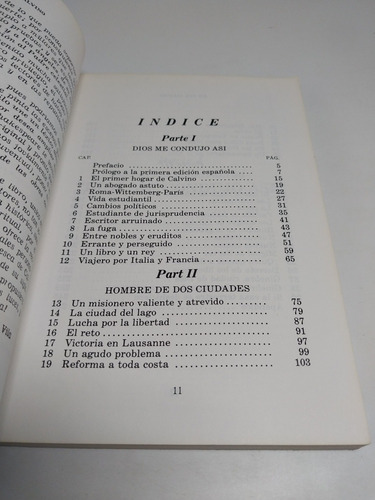 INDICE
Parte I
DIOS ME CONDUJO ASI
CAP. PAG.
Prefacio 5
Prólogo a la primera edición española .... 7
1 El primer hogar de Calvino 15
2 Un abogado astuto 19
3 Roma-Wittemberg-París 22
4 Vida estudiantil 27
5 Cambios políticos 31
6 Estudiante de jurisprudencia 35
7 Escritor arruinado 41
8 La fuga 43
9 Entre nobles y eruditos 47
10 Errante y perseguido 51
11 Un libro y un rey 59
12 Viajero por Italia y Francia 65
Part II
HOMBRE DE DOS CIUDADES
13 Un misionero valiente y atrevido 75
14 La ciudad del lago 79
15 Lucha por la libertad 87
16 El reto 91
17 Victoria en Lausanne 97
18 Un agudo problema 99
19 Reforma a toda costa 103
11